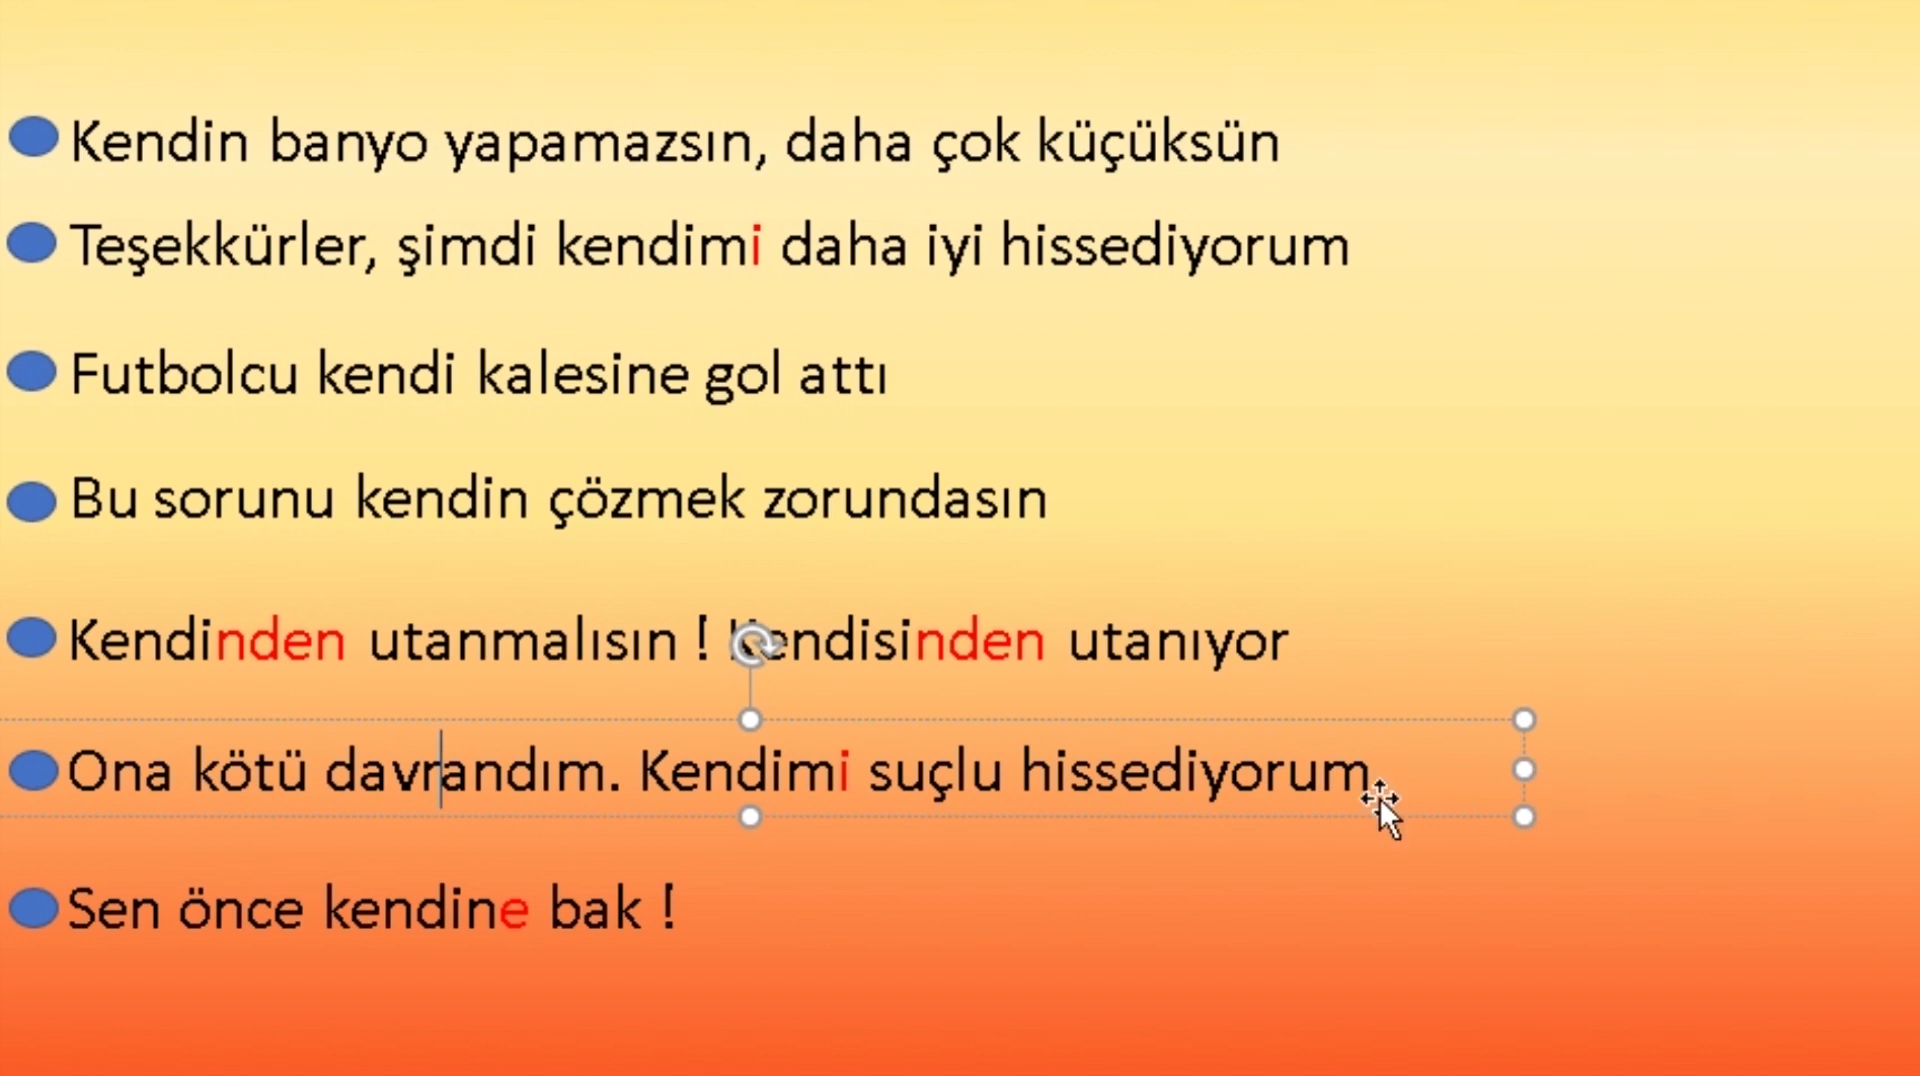 Kendin banyo yapamazsın, daha çok küçüksün
Teşekkürler, şimdi kendimi daha iyi hissediyorum
Futbolcu kendi kalesine gol attı
Bu sorunu kendin çözmek zorundasın
Kendinden utanmalısın ! Kendisinden utanıyor
Ona kötü davrandım. Kendimi suçlu hissediyorum.
Sen önce kendine bak !